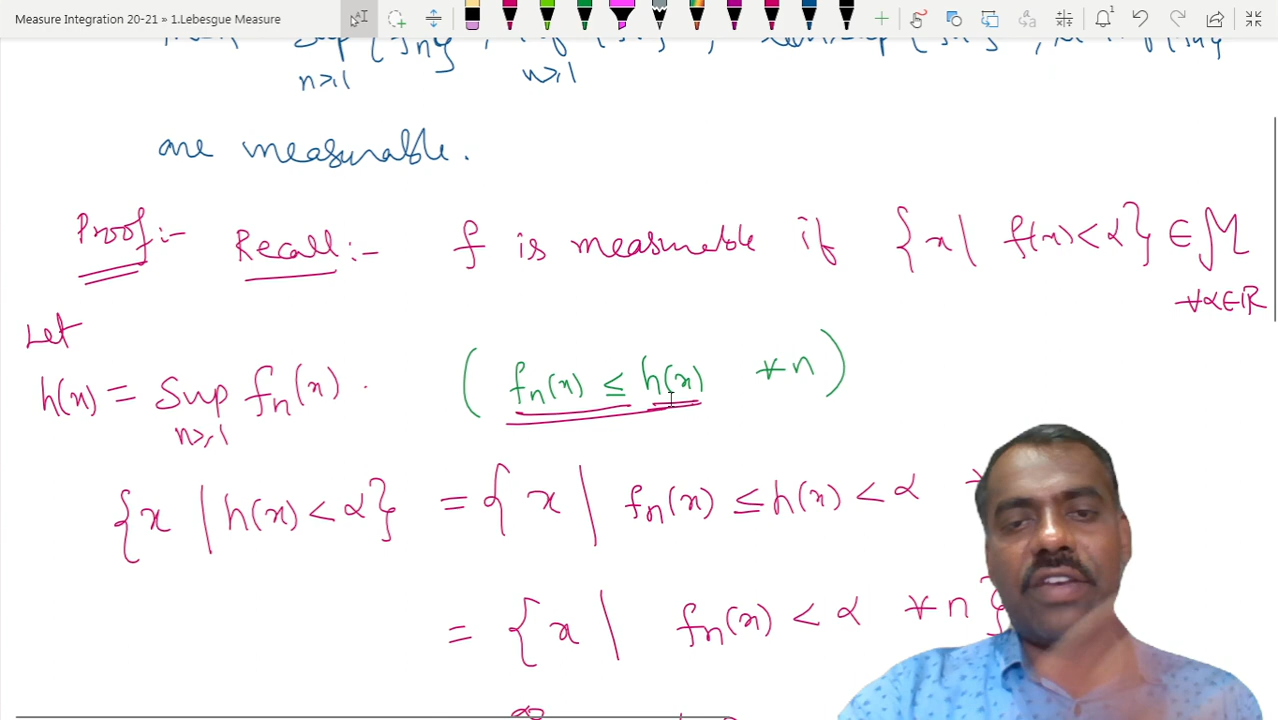 Measure Integration 20-21 » 1.Lebesgue Measure
n≥1 n≥1
are measurable.
Proof:- Recall:- f is measurable if {x | f(x)<α} ∈ M
∀α∈ℝ
Let
h(x) = Sup fₙ(x). ( fₙ(x) ≤ h(x) ∀n )
n≥1
{x | h(x) < α} = {x | fₙ(x) ≤ h(x) < α
= {x | fₙ(x) < α ∀n}
∞